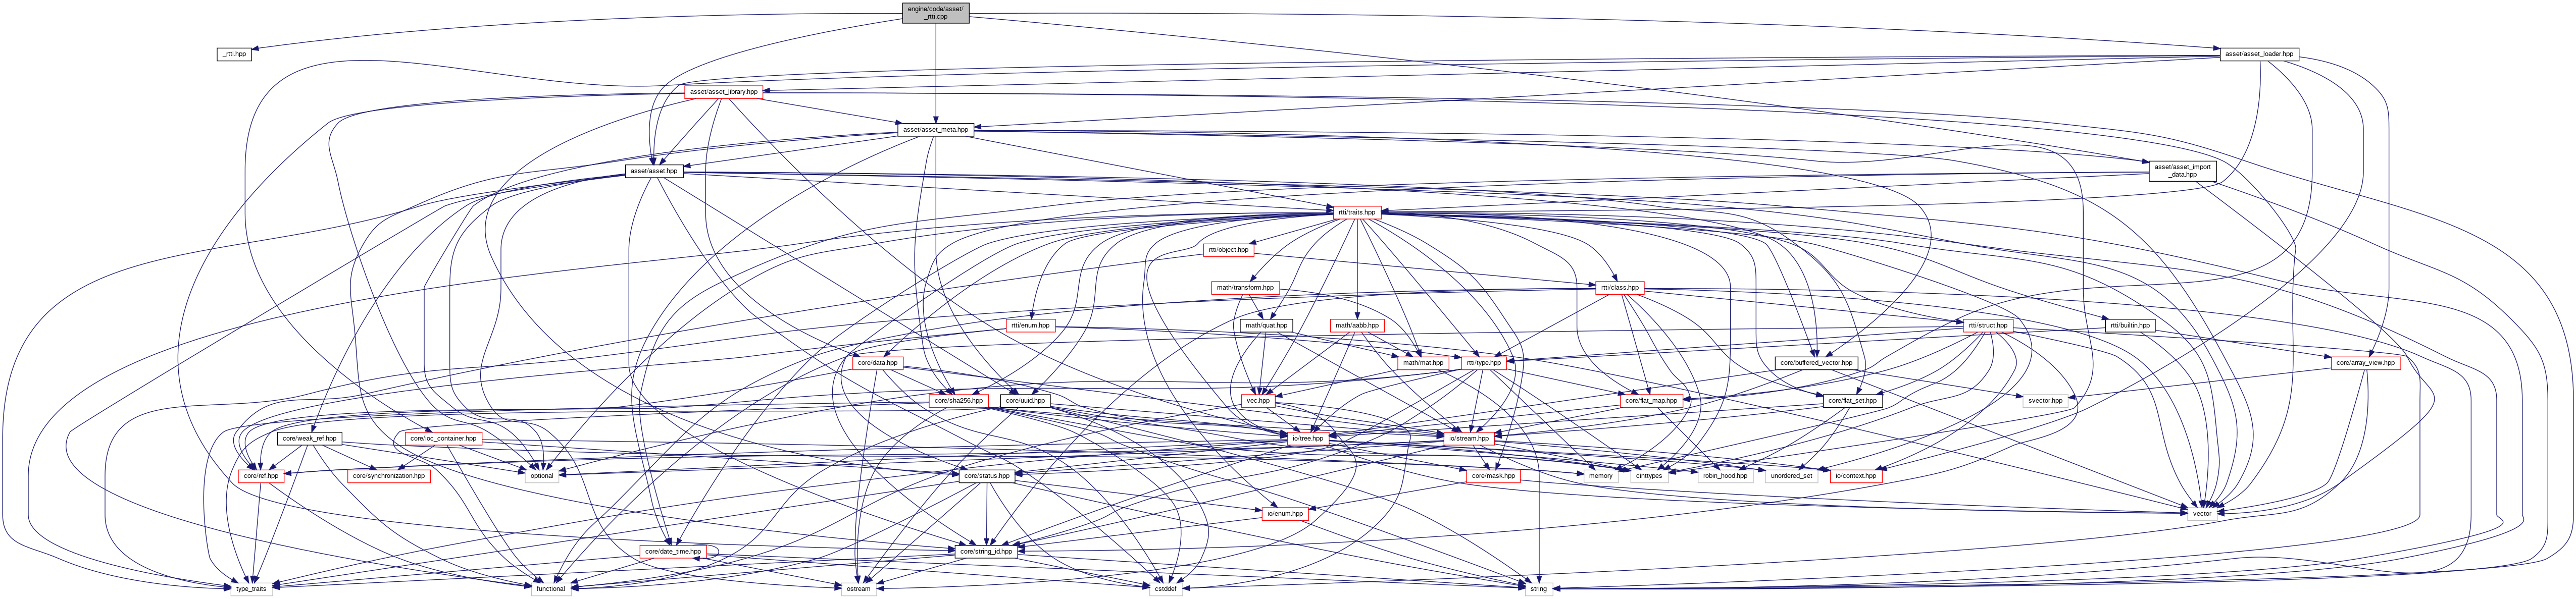 engine/code/asset/
_rtti.cpp
_rtti.hpp
asset/asset_loader.hpp
asset/asset_library.hpp
asset/asset_meta.hpp
asset/asset.hpp
asset/asset_import
_data.hpp
rtti/traits.hpp
rtti/object.hpp
math/transform.hpp
rtti/class.hpp
rtti/enum.hpp
math/quat.hpp
math/aabb.hpp
rtti/struct.hpp
rtti/builtin.hpp
core/data.hpp
math/mat.hpp
rtti/type.hpp
core/buffered_vector.hpp
core/array_view.hpp
core/sha256.hpp
core/uuid.hpp
vec.hpp
core/flat_map.hpp
core/flat_set.hpp
svector.hpp
core/weak_ref.hpp
core/ioc_container.hpp
io/tree.hpp
io/stream.hpp
core/ref.hpp
core/synchronization.hpp
optional
core/status.hpp
core/mask.hpp
memory
cinttypes
robin_hood.hpp
unordered_set
io/context.hpp
io/enum.hpp
vector
core/date_time.hpp
core/string_id.hpp
type_traits
functional
ostream
cstddef
string